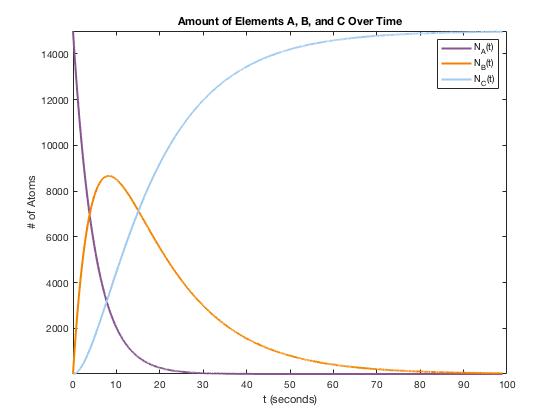 Amount of Elements A, B, and C Over Time
N_A(t)
N_B(t)
N_C(t)
14000
12000
10000
8000
6000
4000
2000
# of Atoms
0 10 20 30 40 50 60 70 80 90 100
t (seconds)